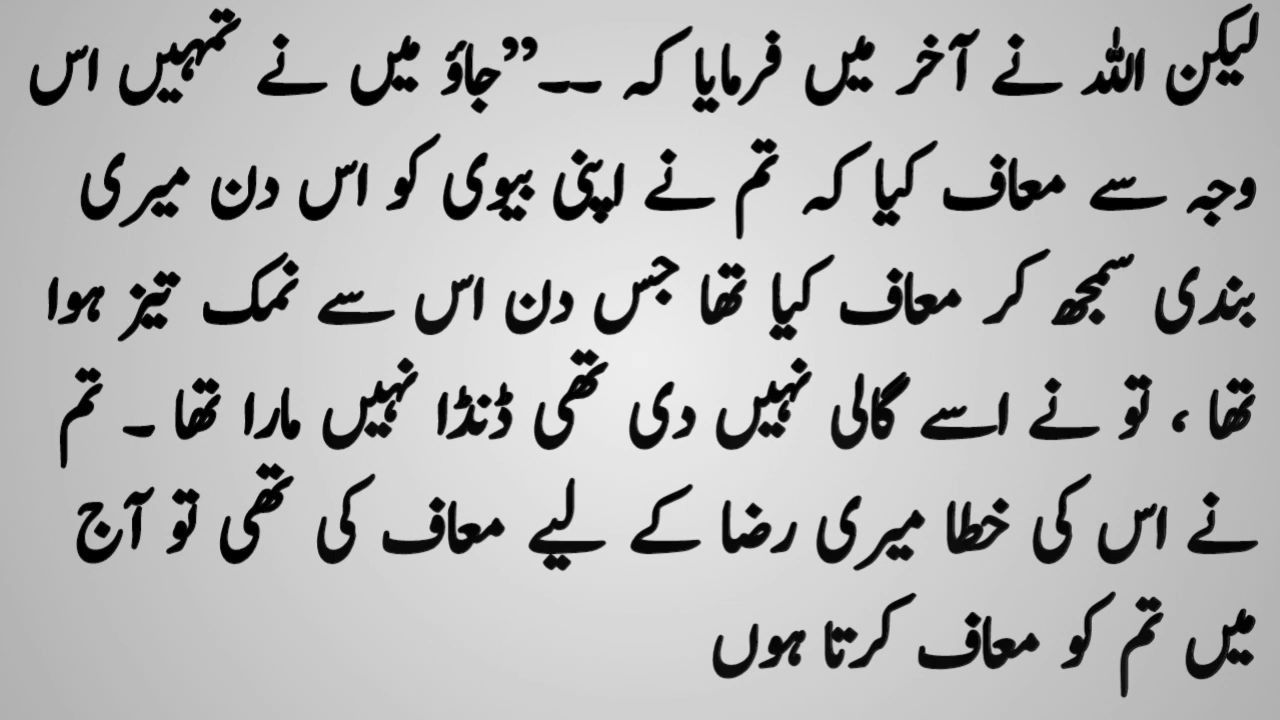 لیکن اللہ نے آخر میں فرمایا کہ ــ ــ”جاؤ میں نے تمہیں اس
وجہ سے معاف کیا کہ تم نے اپنی بیوی کو اس دن میری
بندی سمجھ کر معاف کیا تھا جس دن اس سے نمک تیز ہوا
تھا ، تو نے اسے گالی نہیں دی تھی ڈنڈا نہیں مارا تھا ۔ تم
نے اس کی خطا میری رضا کے لیے معاف کی تھی تو آج
میں تم کو معاف کرتا ہوں